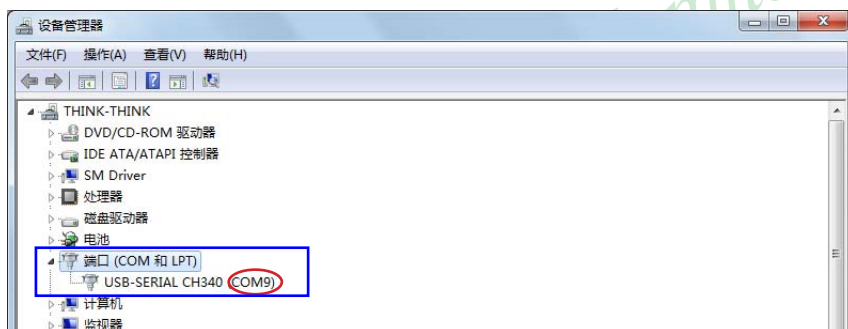 设备管理器
文件(F) 操作(A) 查看(V) 帮助(H)
THINK-THINK
DVD/CD-ROM 驱动器
IDE ATA/ATAPI 控制器
SM Driver
处理器
磁盘驱动器
电池
端口 (COM 和 LPT)
USB-SERIAL CH340 (COM9)
计算机
监视器